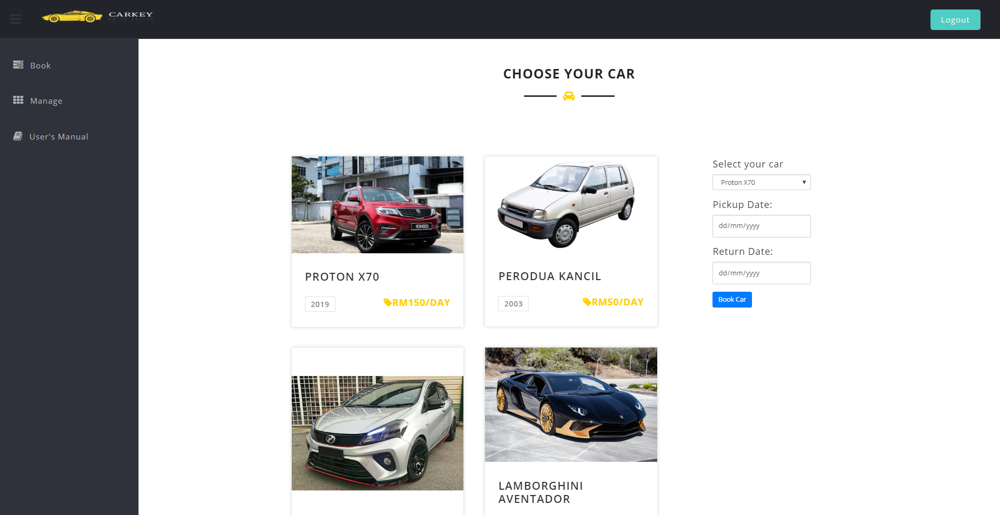 CARKEY
Logout
Book
Manage
User's Manual
CHOOSE YOUR CAR
VCN4820
PROTON X70
2019
RM150/DAY
PERODUA KANCIL
2003
RM50/DAY
LAMBORGHINI
AVENTADOR
Select your car
Proton X70
Pickup Date:
dd/mm/yyyy
Return Date:
dd/mm/yyyy
Book Car